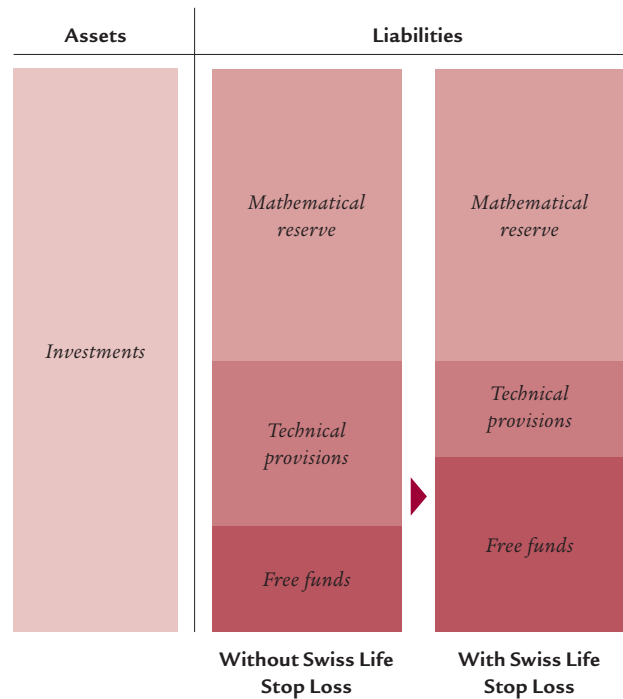 Assets
Liabilities
Investments
Mathematical
reserve
Technical
provisions
Free funds
Mathematical
reserve
Technical
provisions
Free funds
Without Swiss Life
Stop Loss
With Swiss Life
Stop Loss